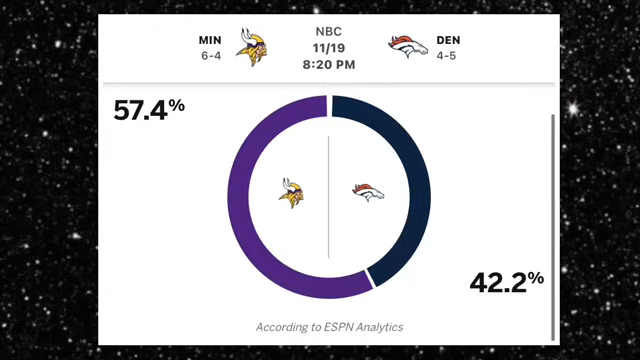 MIN
6-4
NBC
11/19
8:20 PM
DEN
4-5
57.4%
42.2%
According to ESPN Analytics